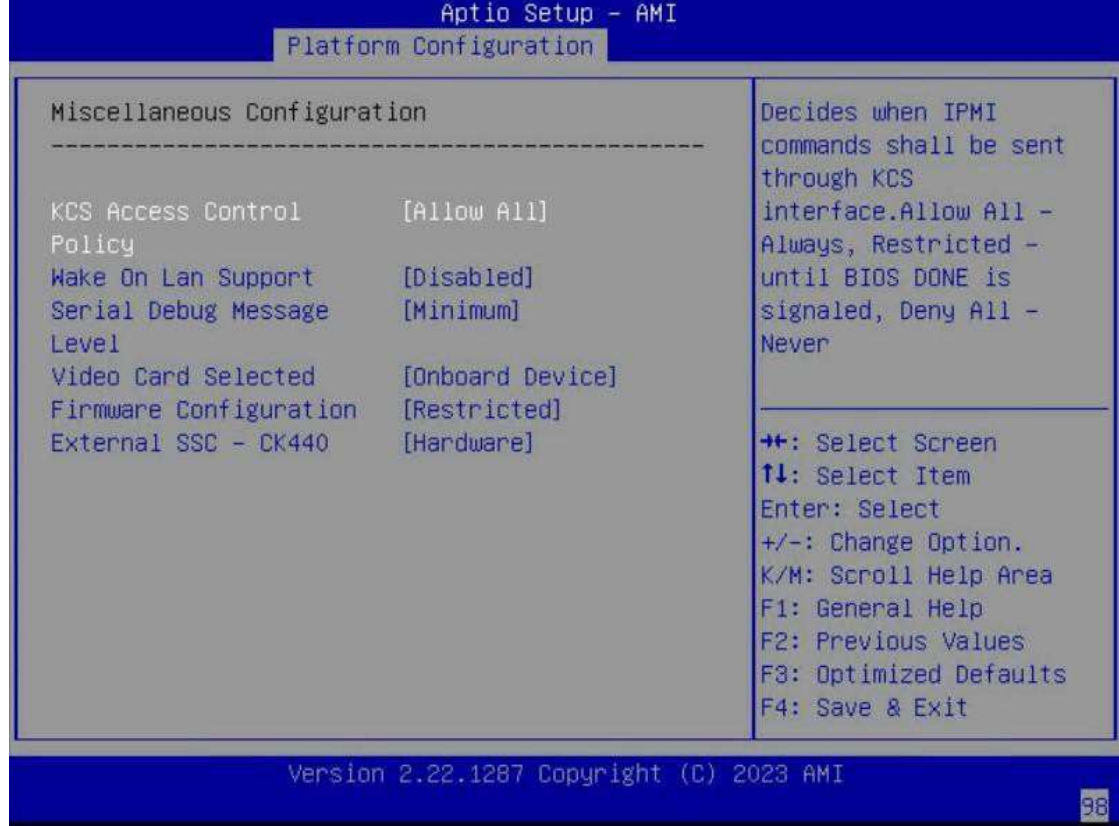 Aptio Setup – AMI
Platform Configuration
Miscellaneous Configuration
-----------------------------------------------
KCS Access Control [Allow All]
Policy
Wake On Lan Support [Disabled]
Serial Debug Message [Minimum]
Level
Video Card Selected [Onboard Device]
Firmware Configuration [Restricted]
External SSC – CK440 [Hardware]
Decides when IPMI
commands shall be sent
through KCS
interface.Allow All –
Always, Restricted –
until BIOS DONE is
signaled, Deny All –
Never
→←: Select Screen
↑↓: Select Item
Enter: Select
+/-: Change Option.
K/M: Scroll Help Area
F1: General Help
F2: Previous Values
F3: Optimized Defaults
F4: Save & Exit
Version 2.22.1287 Copyright (C) 2023 AMI
98